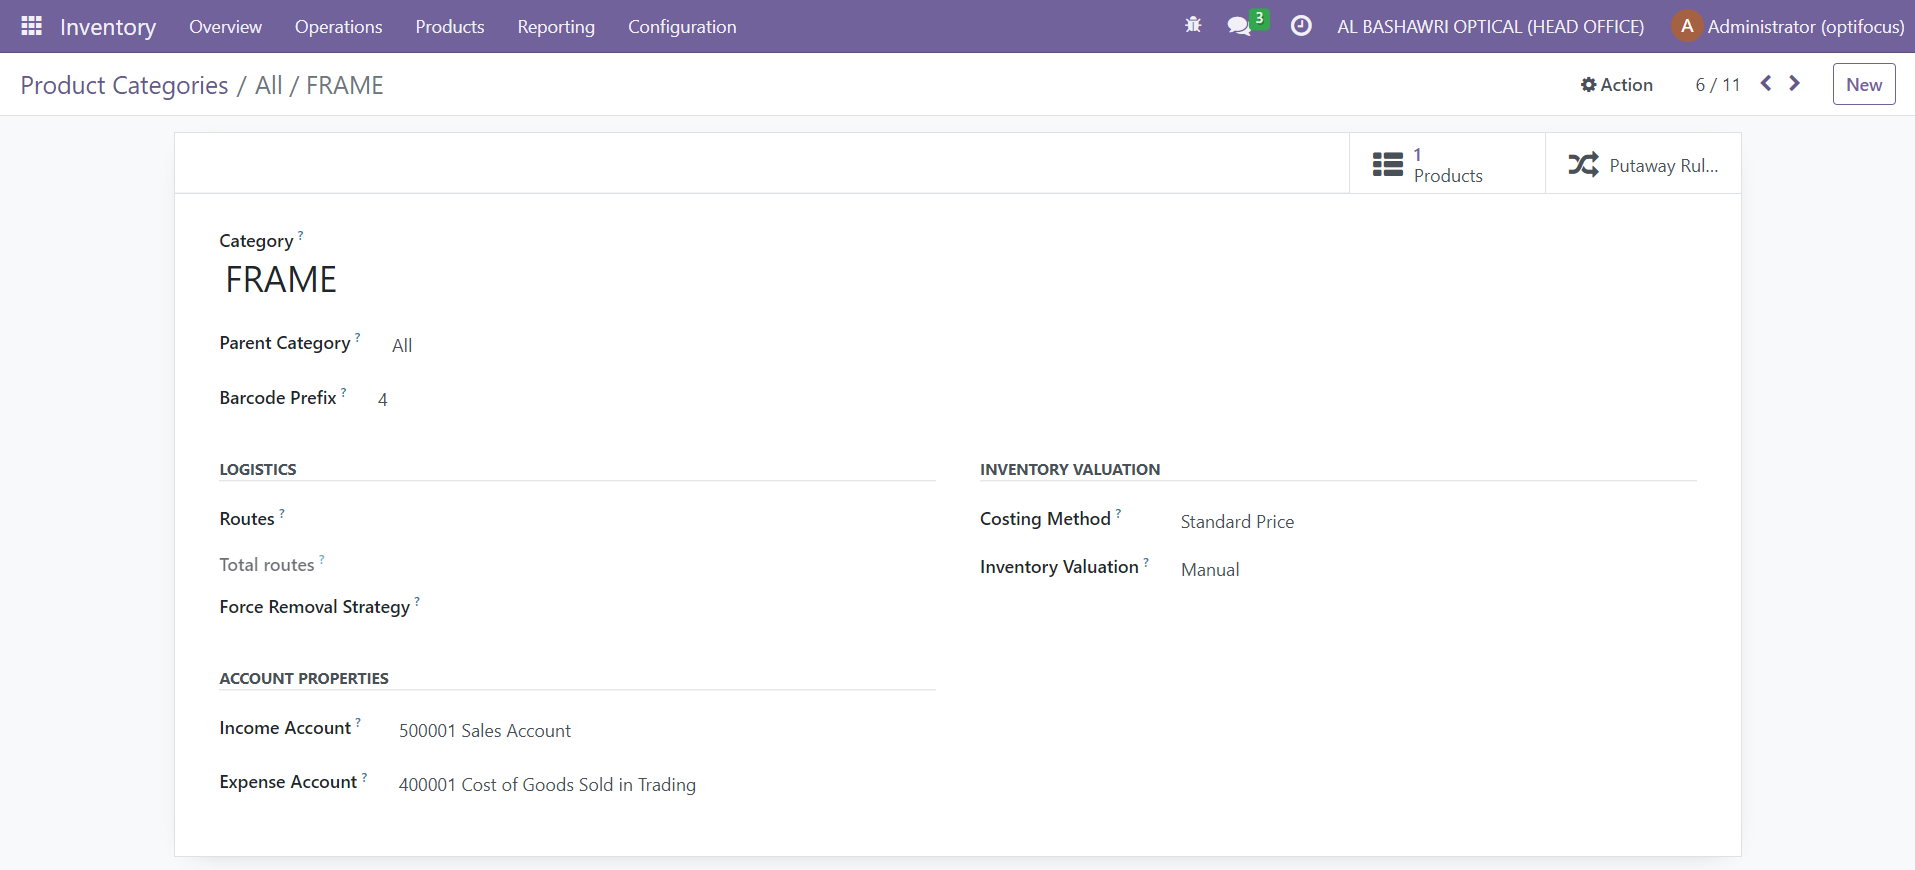 Inventory Overview Operations Products Reporting Configuration 3 AL BASHAWRI OPTICAL (HEAD OFFICE) A Administrator (optifocus)
Product Categories / All / FRAME Action 6 / 11 New
1
Products
Putaway Rul...
Category ?
FRAME
Parent Category ? All
Barcode Prefix ? 4
LOGISTICS
Routes ?
Total routes ?
Force Removal Strategy ?
INVENTORY VALUATION
Costing Method ? Standard Price
Inventory Valuation ? Manual
ACCOUNT PROPERTIES
Income Account ? 500001 Sales Account
Expense Account ? 400001 Cost of Goods Sold in Trading